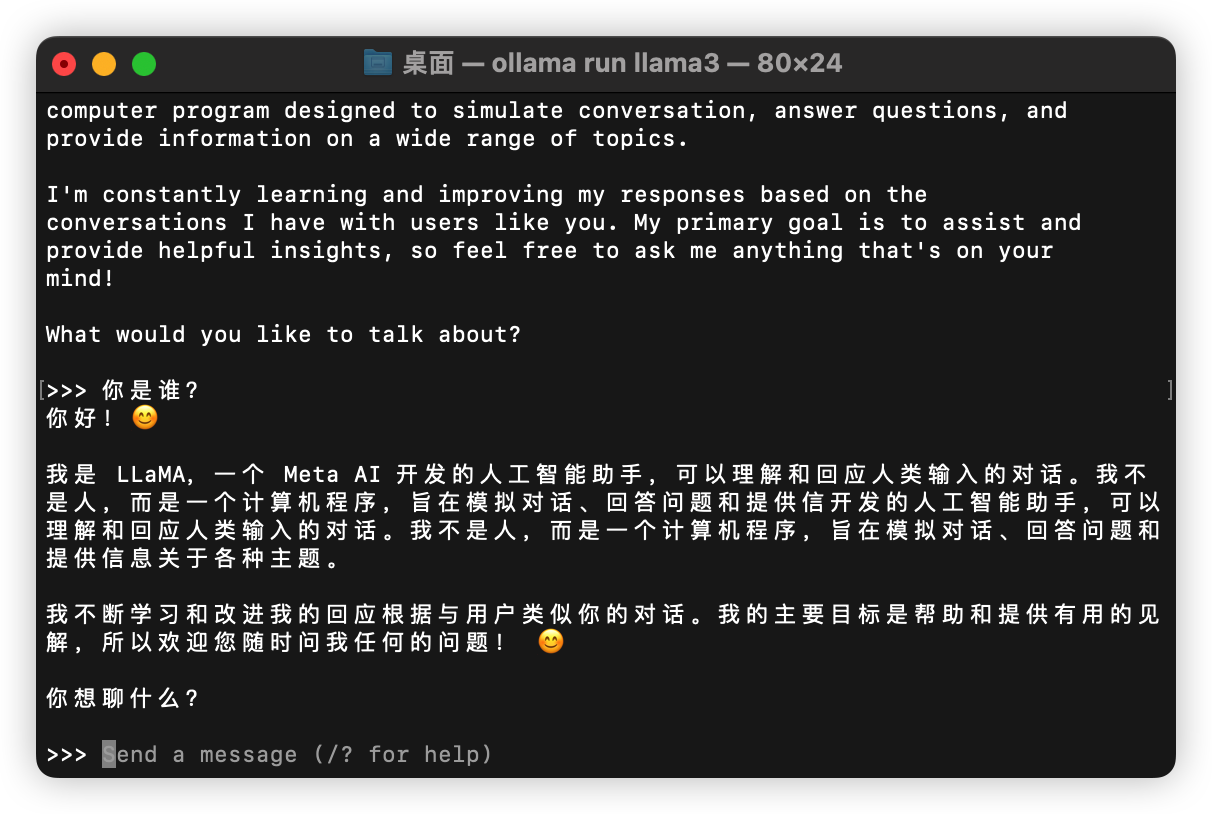 桌面 — ollama run llama3 — 80×24
computer program designed to simulate conversation, answer questions, and
provide information on a wide range of topics.
I'm constantly learning and improving my responses based on the
conversations I have with users like you. My primary goal is to assist and
provide helpful insights, so feel free to ask me anything that's on your
mind!
What would you like to talk about?
[>>> 你是谁?]
你好! 😊
我是 LLaMA, 一个 Meta AI 开发的人工智能助手, 可以理解和回应人类输入的对话。我不
是人, 而是一个计算机程序, 旨在模拟对话、回答问题和提供信开发的人工智能助手, 可以
理解和回应人类输入的对话。我不是人, 而是一个计算机程序, 旨在模拟对话、回答问题和
提供信息关于各种主题。
我不断学习和改进我的回应根据与用户类似你的对话。我的主要目标是帮助和提供有用的见
解, 所以欢迎您随时问我任何的问题! 😊
你想聊什么?
>>> Send a message (/? for help)